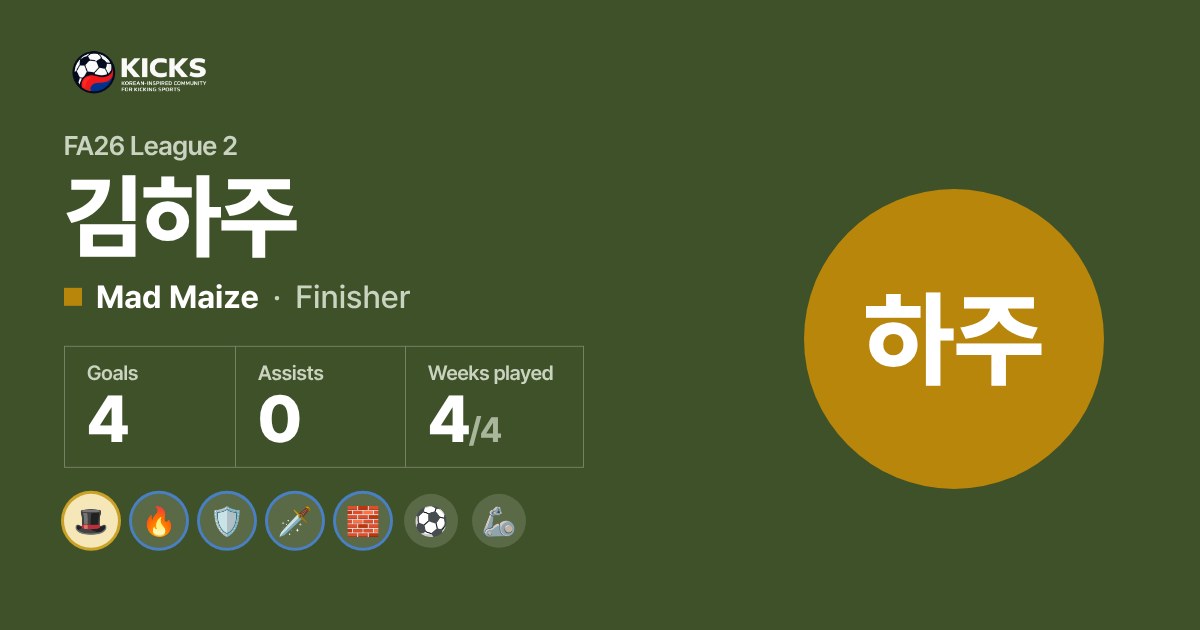 KICKS
KOREAN-INSPIRED COMMUNITY
FOR KICKING SPORTS
FA26 League 2
김하주
Mad Maize · Finisher
Goals
4
Assists
0
Weeks played
4/4
하주